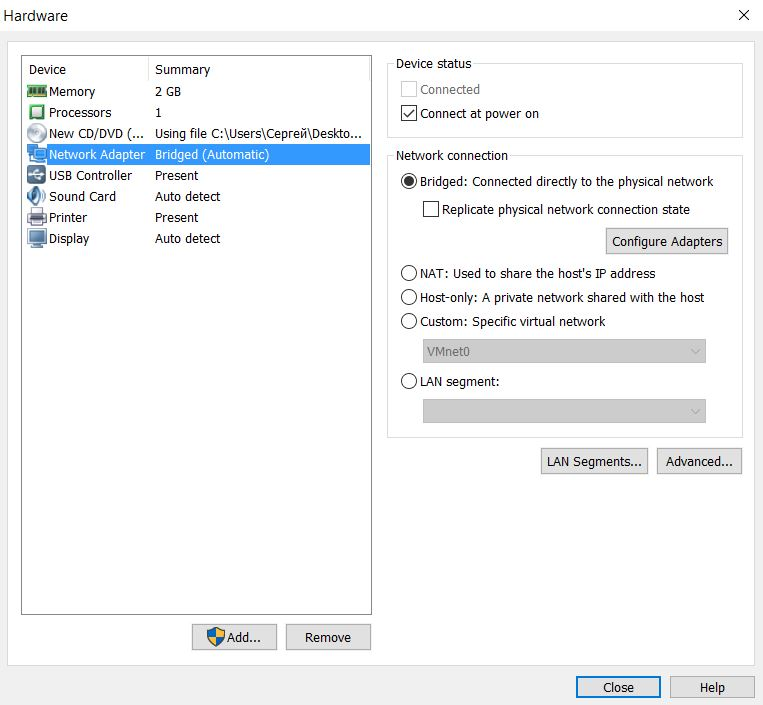 Hardware
Device Summary
Memory 2 GB
Processors 1
New CD/DVD (... Using file C:\Users\Сергей\Deskto...
Network Adapter Bridged (Automatic)
USB Controller Present
Sound Card Auto detect
Printer Present
Display Auto detect
Add...
Remove
Device status
Connected
Connect at power on
Network connection
Bridged: Connected directly to the physical network
Replicate physical network connection state
Configure Adapters
NAT: Used to share the host's IP address
Host-only: A private network shared with the host
Custom: Specific virtual network
VMnet0
LAN segment:
LAN Segments... Advanced...
Close Help